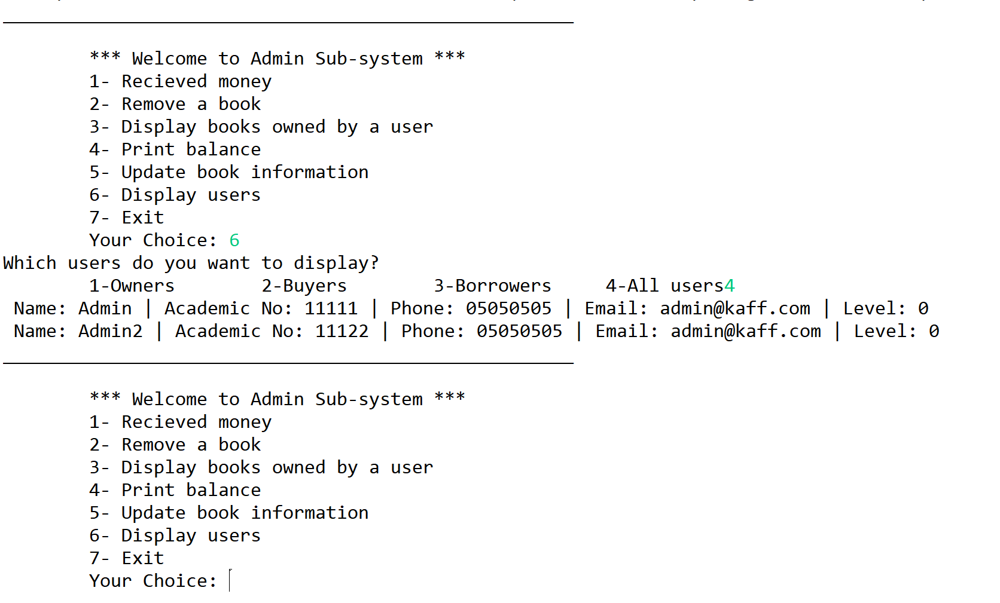 *** Welcome to Admin Sub-system ***
1- Recieved money
2- Remove a book
3- Display books owned by a user
4- Print balance
5- Update book information
6- Display users
7- Exit
Your Choice: 6
Which users do you want to display?
1-Owners 2-Buyers 3-Borrowers 4-All users4
Name: Admin | Academic No: 11111 | Phone: 05050505 | Email: admin@kaff.com | Level: 0
Name: Admin2 | Academic No: 11122 | Phone: 05050505 | Email: admin@kaff.com | Level: 0
*** Welcome to Admin Sub-system ***
1- Recieved money
2- Remove a book
3- Display books owned by a user
4- Print balance
5- Update book information
6- Display users
7- Exit
Your Choice: